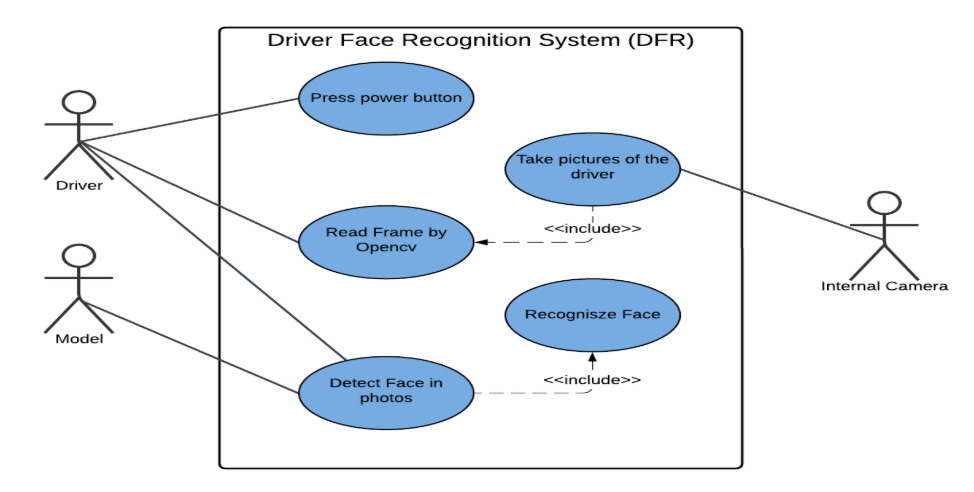 Driver Face Recognition System (DFR)
Press power button
Take pictures of the
driver
Driver
Read Frame by
Opencv
<<include>>
Internal Camera
Recognisze Face
Model
Detect Face in
photos
<<include>>